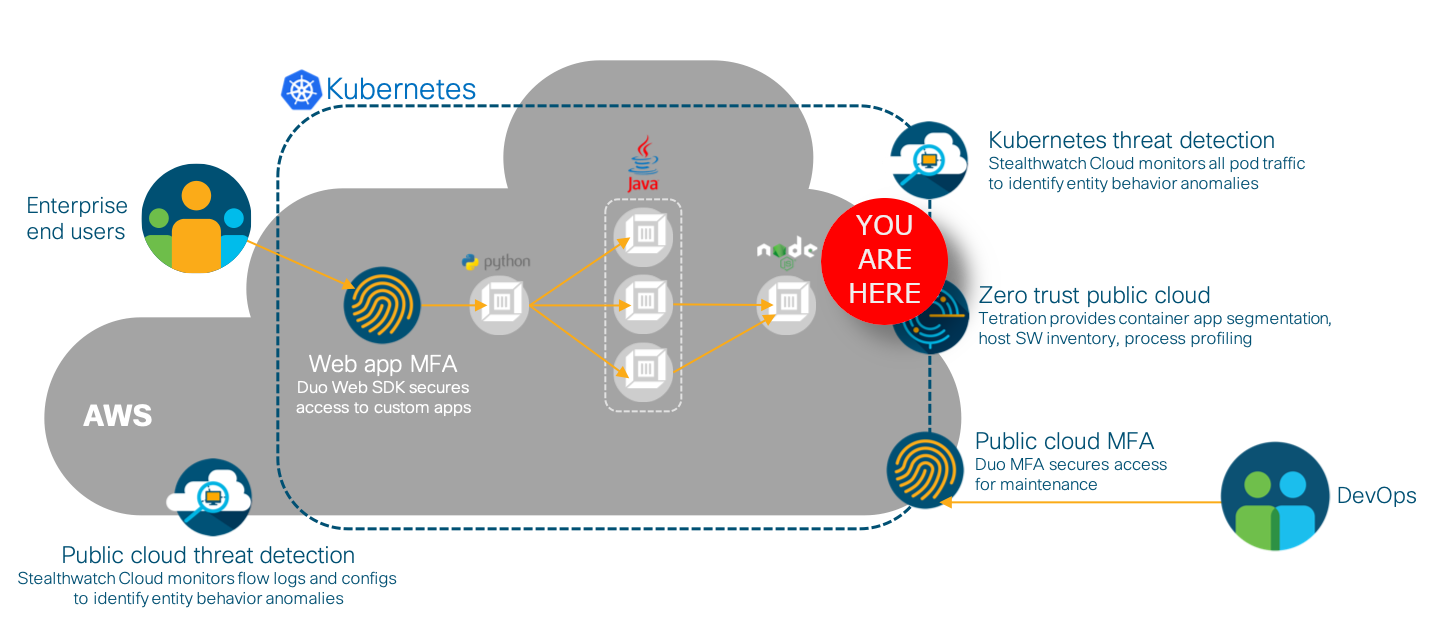 Kubernetes
Kubernetes threat detection
Stealthwatch Cloud monitors all pod traffic
to identify entity behavior anomalies
Java
Enterprise
end users
YOU
ARE
HERE
python
node
JS
Zero trust public cloud
Tetration provides container app segmentation,
host SW inventory, process profiling
Web app MFA
Duo Web SDK secures
access to custom apps
AWS
Public cloud MFA
Duo MFA secures access
for maintenance
DevOps
Public cloud threat detection
Stealthwatch Cloud monitors flow logs and configs
to identify entity behavior anomalies